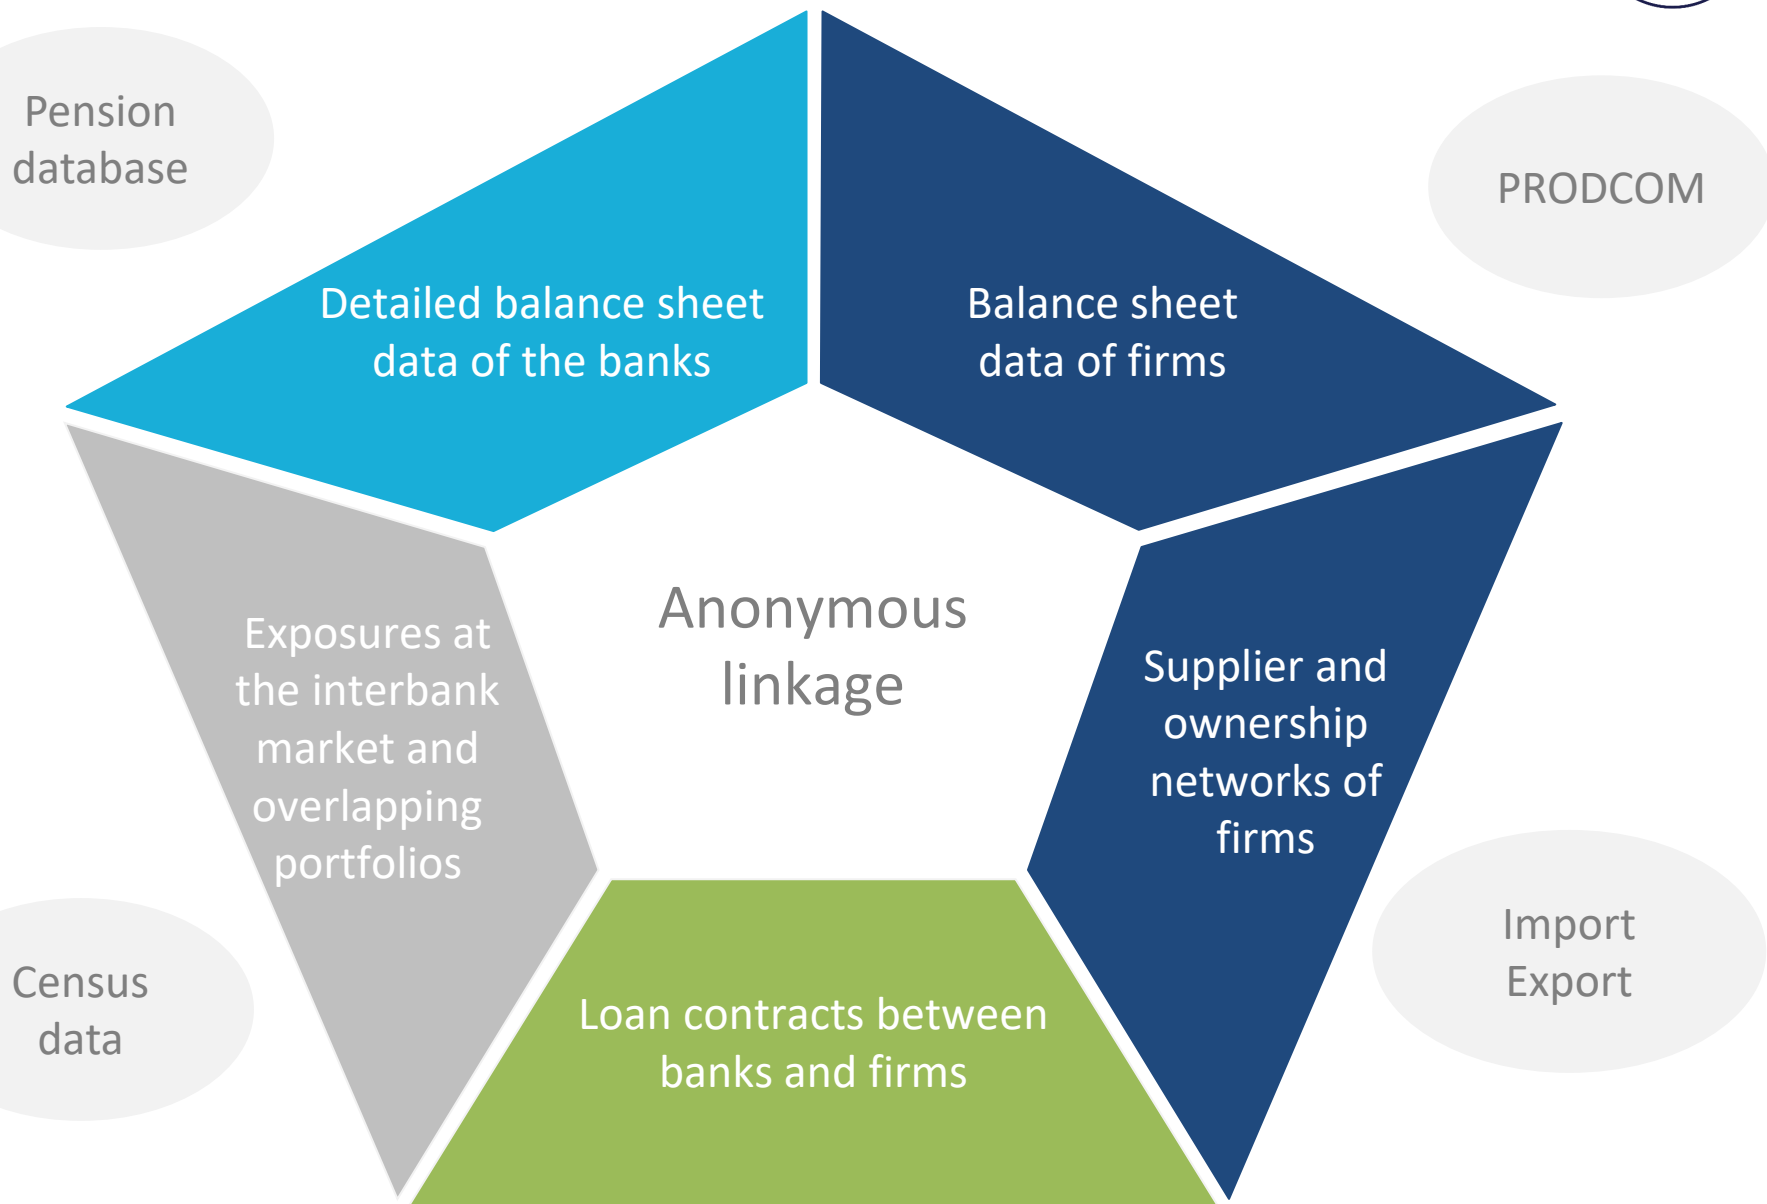 Pension
database
PRODCOM
Detailed balance sheet
data of the banks
Balance sheet
data of firms
Anonymous
linkage
Exposures at
the interbank
market and
overlapping
portfolios
Supplier and
ownership
networks of
firms
Census
data
Loan contracts between
banks and firms
Import
Export